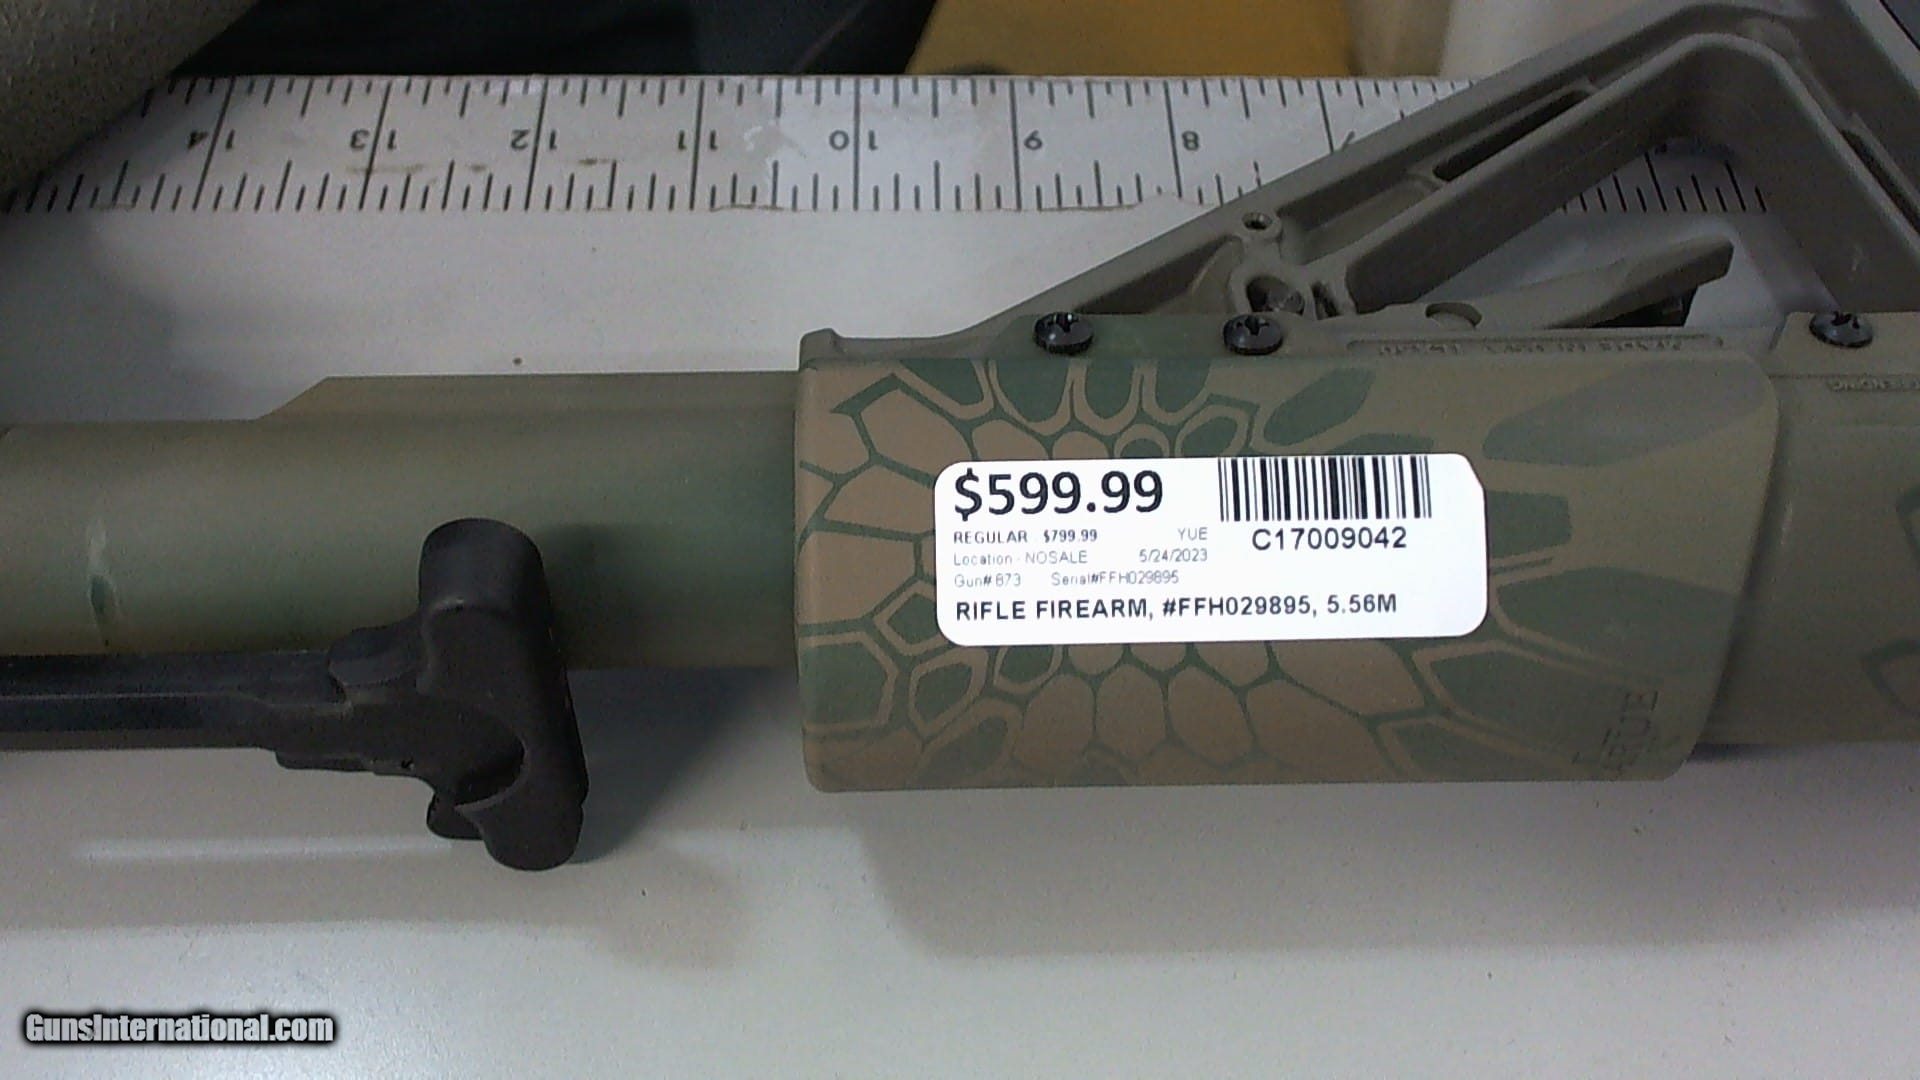 14 13 12 11 10 9 8 7
$599.99
REGULAR $799.99 YUE
Location - NOSALE 5/24/2023
Gun# 873 Serial#FFH029895
C17009042
RIFLE FIREARM, #FFH029895, 5.56M
GunsInternational.com